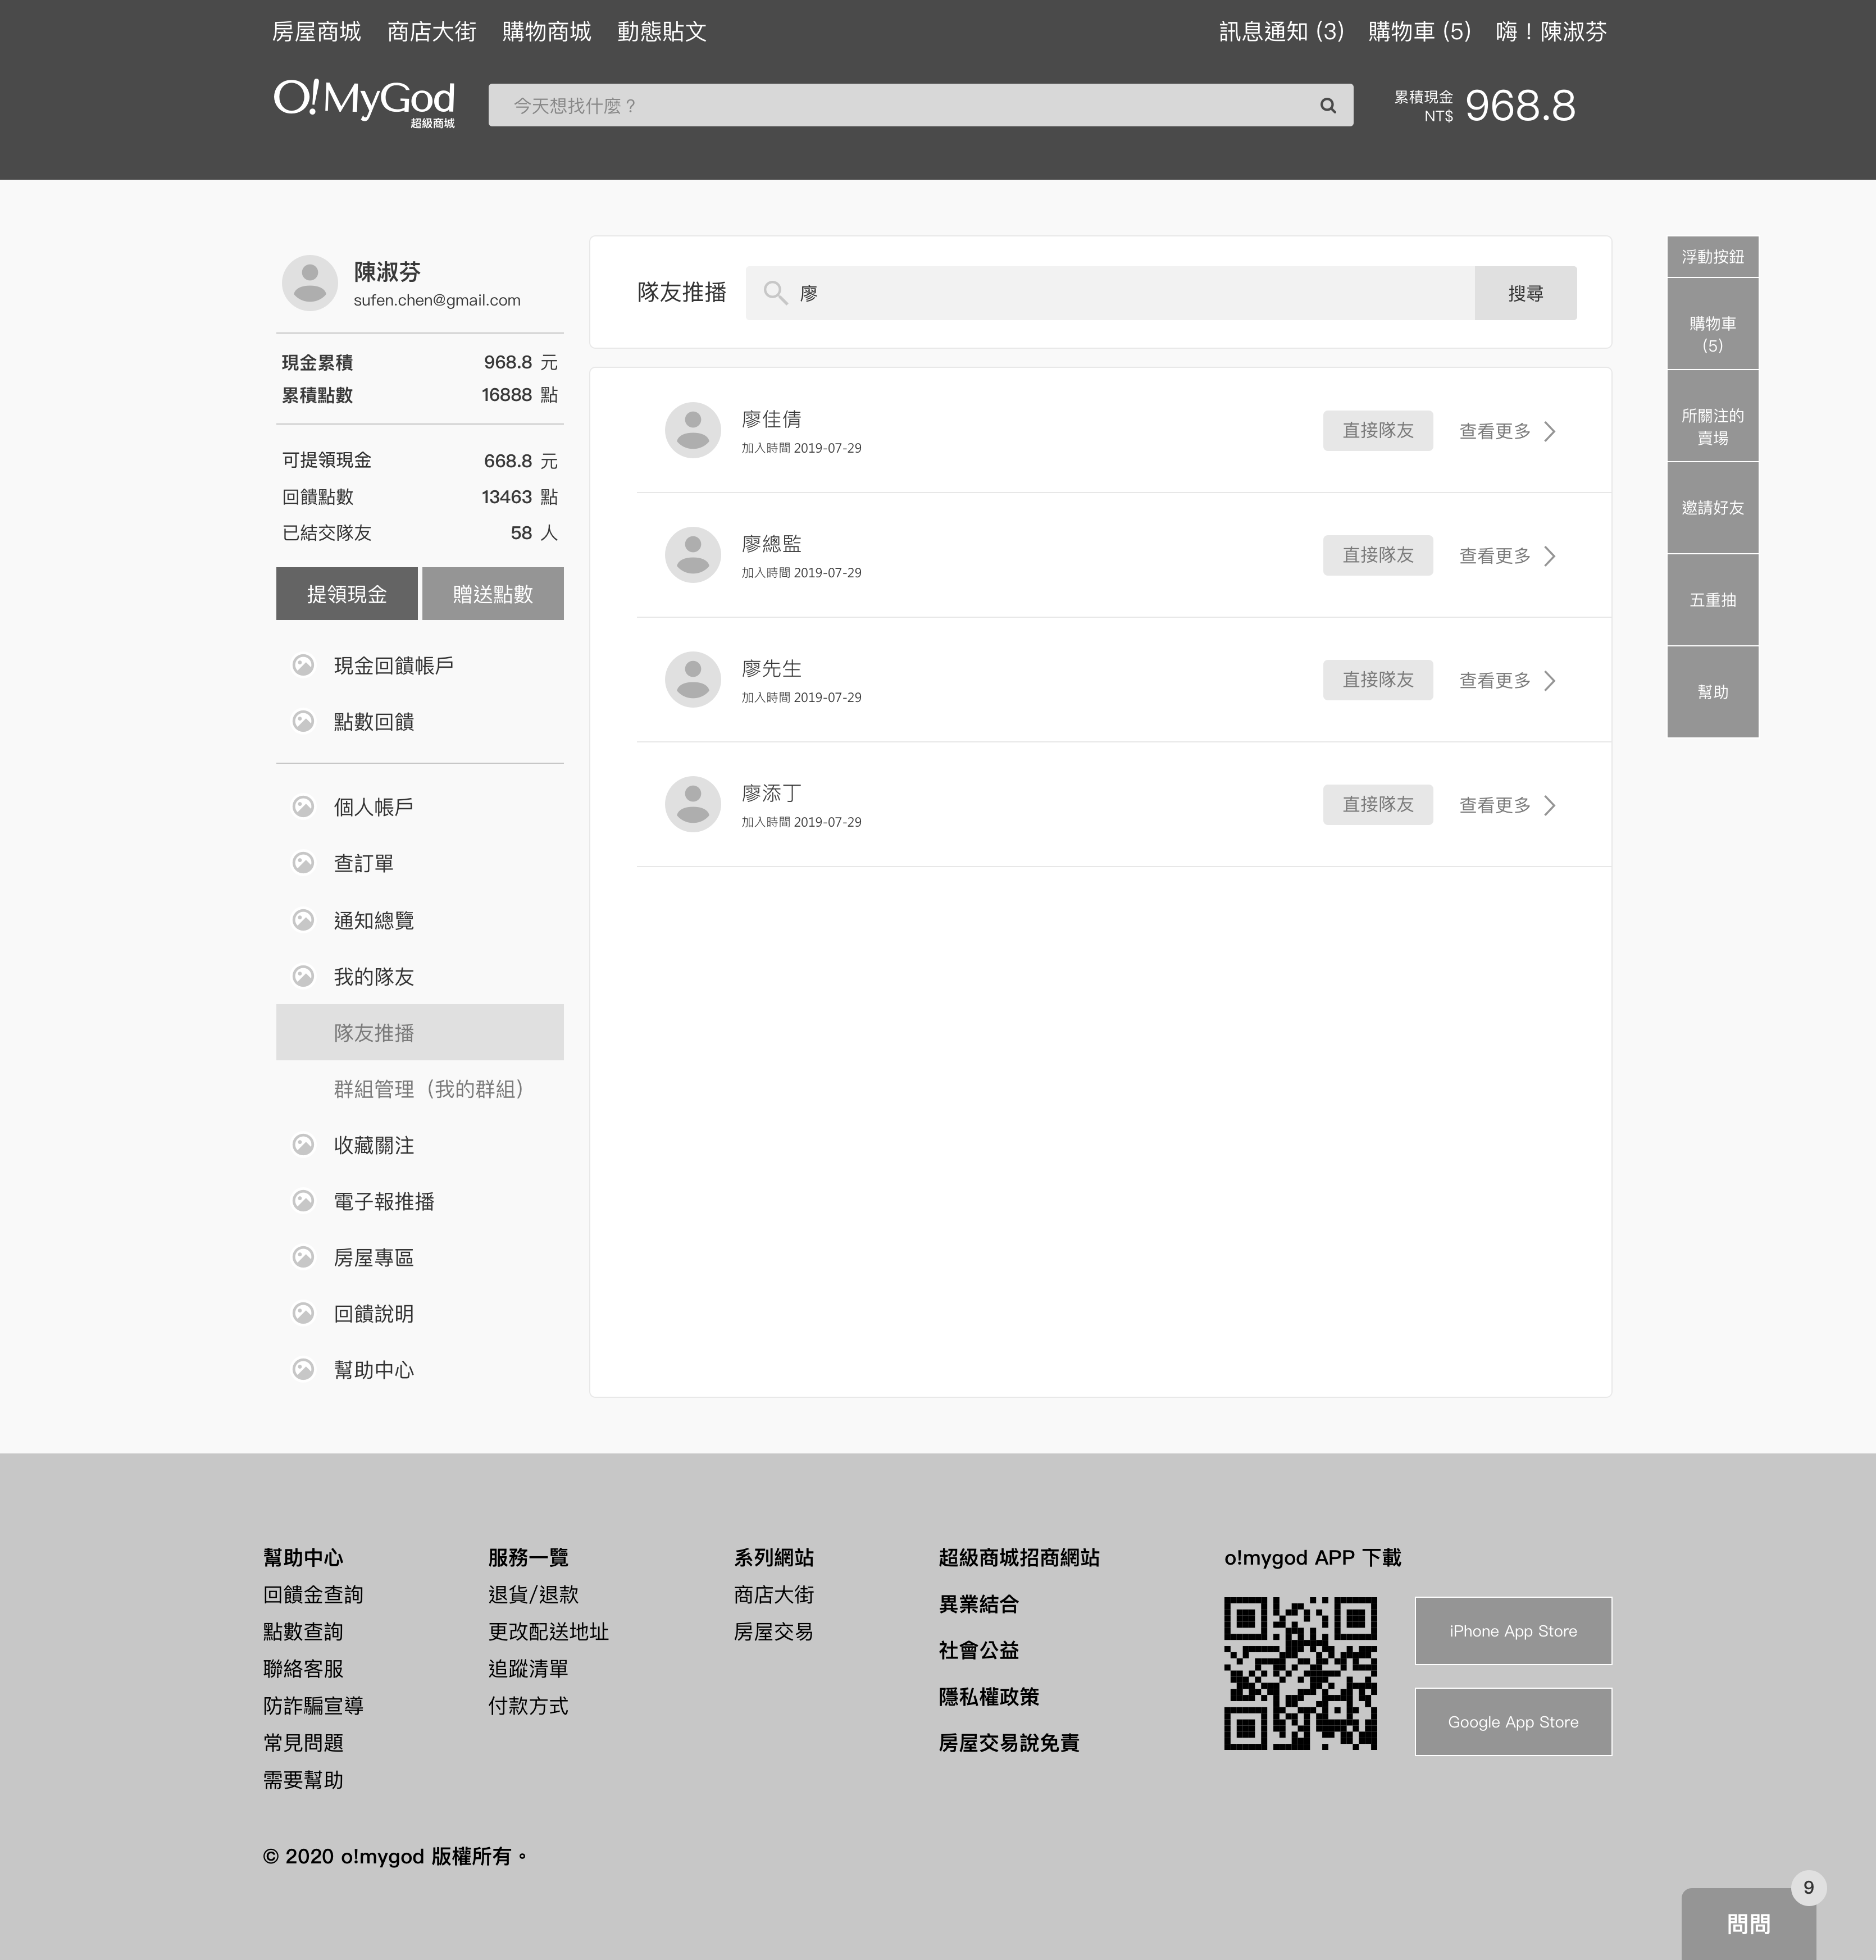 房屋商城 商店大街 購物商城 動態貼文 訊息通知 (3) 購物車 (5) 嗨！陳淑芬
O!MyGod
超級商城
今天想找什麼？
累積現金
NT$
968.8
陳淑芬
sufen.chen@gmail.com
現金累積 968.8 元
累積點數 16888 點
可提領現金 668.8 元
回饋點數 13463 點
已結交隊友 58 人
提領現金 贈送點數
現金回饋帳戶
點數回饋
個人帳戶
查訂單
通知總覽
我的隊友
隊友推播
群組管理（我的群組）
收藏關注
電子報推播
房屋專區
回饋說明
幫助中心
隊友推播 廖 搜尋
廖佳倩
加入時間 2019-07-29
直接隊友 查看更多
廖總監
加入時間 2019-07-29
直接隊友 查看更多
廖先生
加入時間 2019-07-29
直接隊友 查看更多
廖添丁
加入時間 2019-07-29
直接隊友 查看更多
浮動按鈕
購物車
(5)
所關注的
賣場
邀請好友
五重抽
幫助
幫助中心
回饋金查詢
點數查詢
聯絡客服
防詐騙宣導
常見問題
需要幫助
服務一覽
退貨/退款
更改配送地址
追蹤清單
付款方式
系列網站
商店大街
房屋交易
超級商城招商網站
異業結合
社會公益
隱私權政策
房屋交易說免責
o!mygod APP 下載
iPhone App Store
Google App Store
© 2020 o!mygod 版權所有。
9
問問